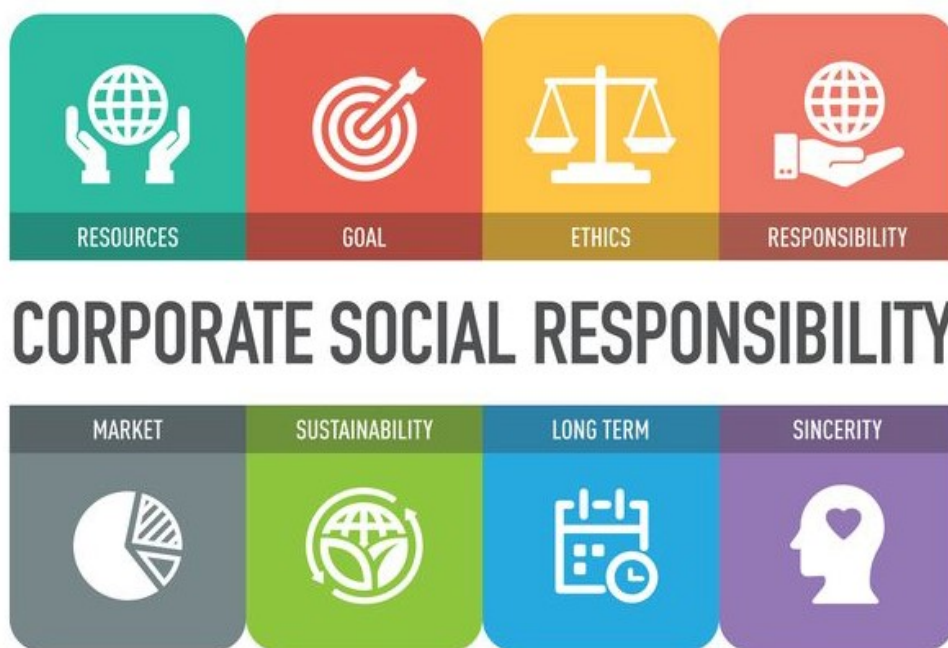 RESOURCES GOAL ETHICS RESPONSIBILITY
CORPORATE SOCIAL RESPONSIBILITY
MARKET SUSTAINABILITY LONG TERM SINCERITY